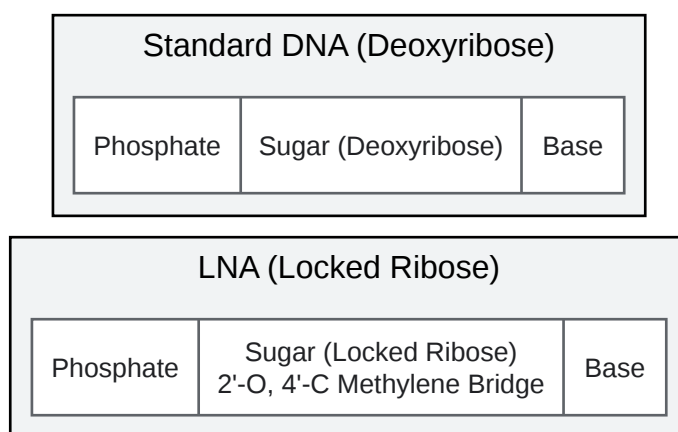 Standard DNA (Deoxyribose)
Phosphate Sugar (Deoxyribose) Base
LNA (Locked Ribose)
Phosphate
Sugar (Locked Ribose)
2'-O, 4'-C Methylene Bridge
Base